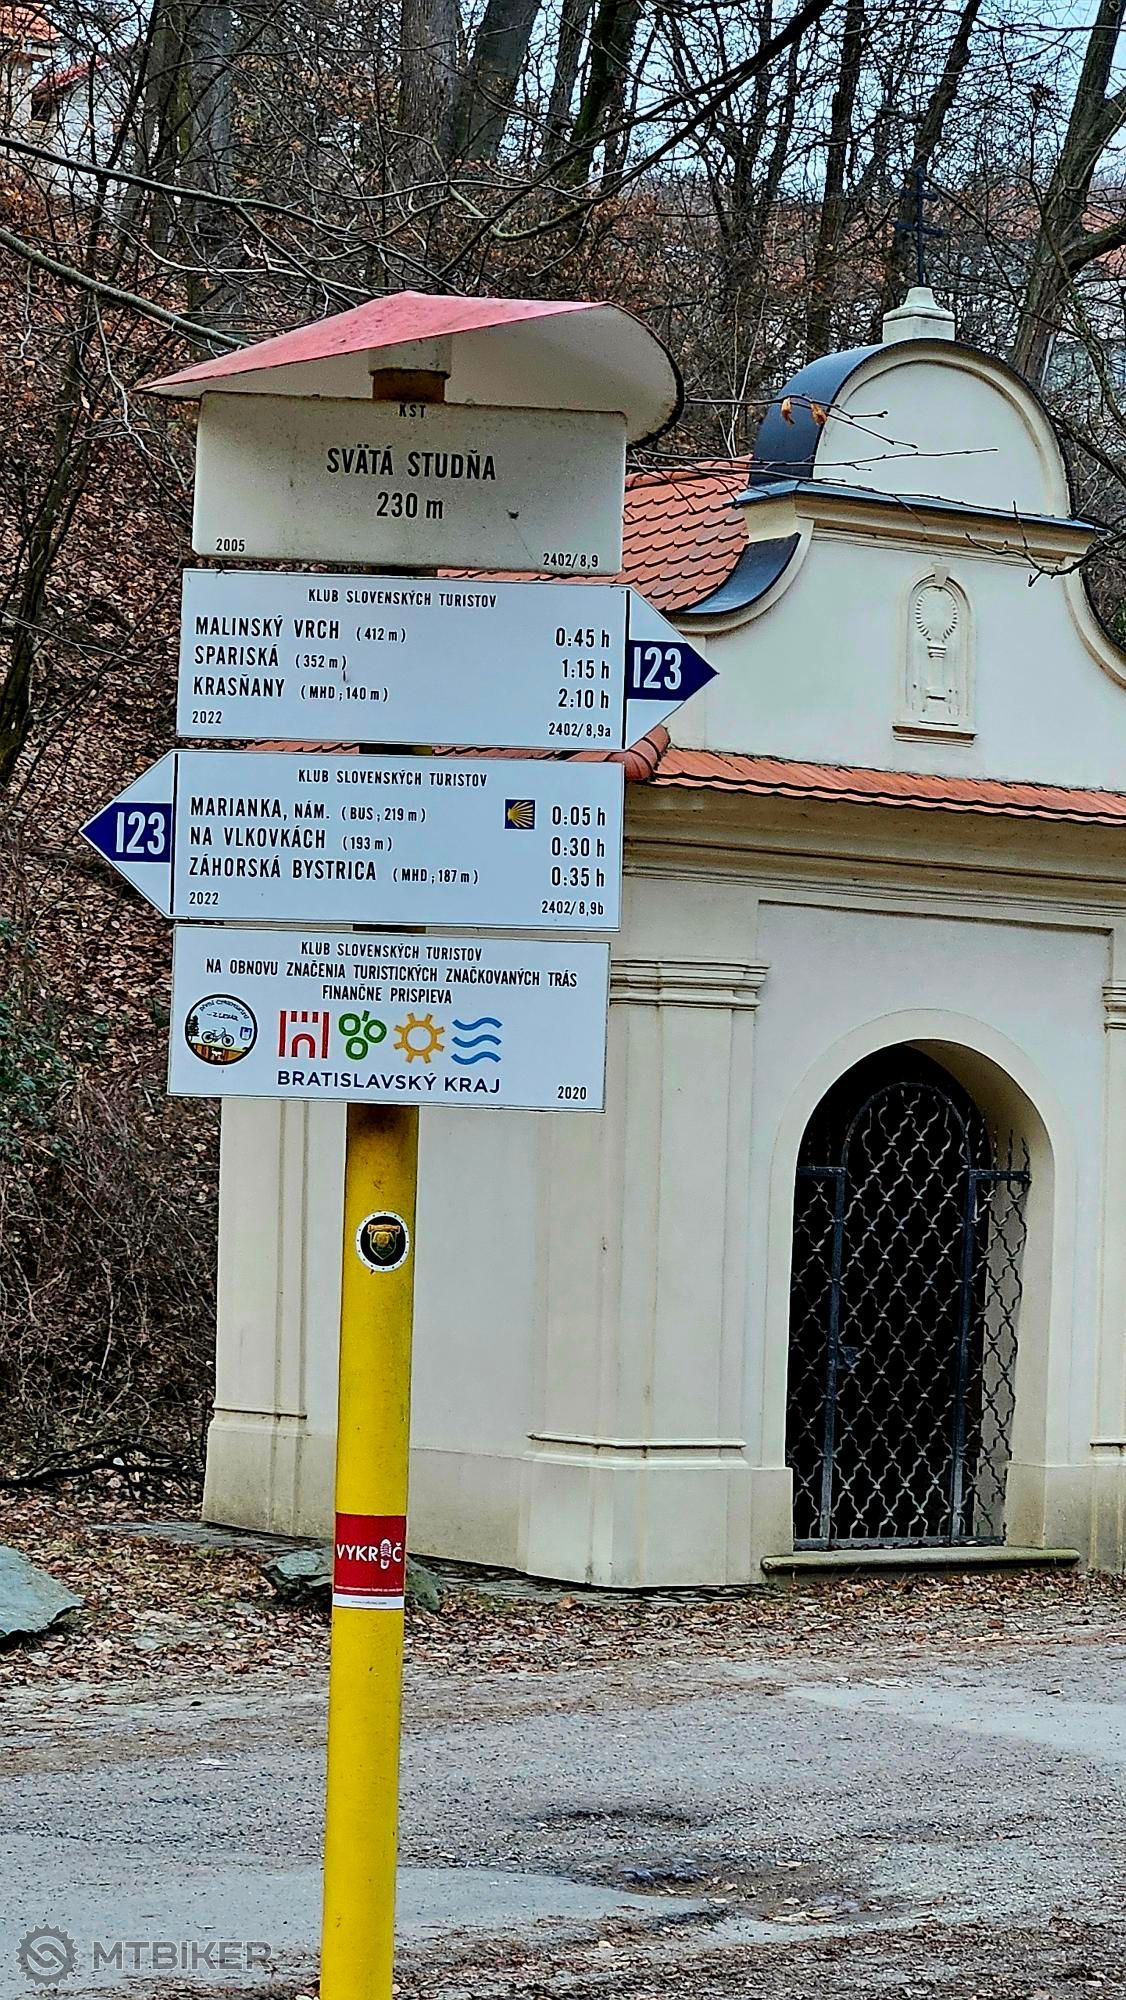 KST
SVÄTÁ STUDŇA
230 m
2005 2402/8,9
KLUB SLOVENSKÝCH TURISTOV
MALINSKÝ VRCH (412 m) 0:45 h
SPARISKÁ (352 m) 1:15 h
KRASŇANY (MHD; 140 m) 2:10 h
2022 2402/8,9a
123
KLUB SLOVENSKÝCH TURISTOV
MARIANKA, NÁM. (BUS; 219 m) 0:05 h
NA VLKOVKÁCH (193 m) 0:30 h
ZÁHORSKÁ BYSTRICA (MHD; 187 m) 0:35 h
2022 2402/8,9b
123
KLUB SLOVENSKÝCH TURISTOV
NA OBNOVU ZNAČENIA TURISTICKÝCH ZNAČKOVANÝCH TRÁS
FINANČNE PRISPIEVA
BRATISLAVSKÝ KRAJ
2020
VYKROČ
MTBIKER